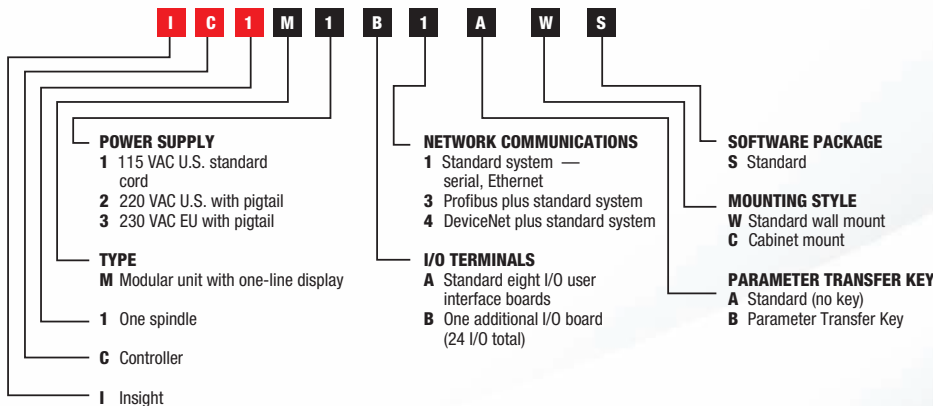 I C 1 M 1 B 1 A W S
POWER SUPPLY
1 115 VAC U.S. standard
cord
2 220 VAC U.S. with pigtail
3 230 VAC EU with pigtail
TYPE
M Modular unit with one-line display
1 One spindle
C Controller
I Insight
NETWORK COMMUNICATIONS
1 Standard system —
serial, Ethernet
3 Profibus plus standard system
4 DeviceNet plus standard system
I/O TERMINALS
A Standard eight I/O user
interface boards
B One additional I/O board
(24 I/O total)
SOFTWARE PACKAGE
S Standard
MOUNTING STYLE
W Standard wall mount
C Cabinet mount
PARAMETER TRANSFER KEY
A Standard (no key)
B Parameter Transfer Key